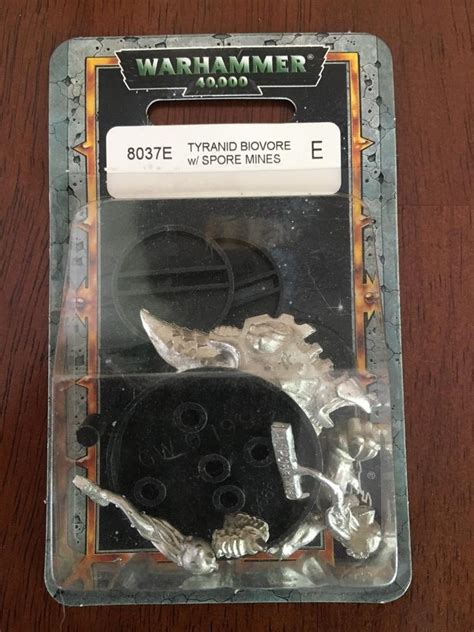 WARHAMMER
40,000
8037E TYRANID BIOVORE E
w/ SPORE MINES
®